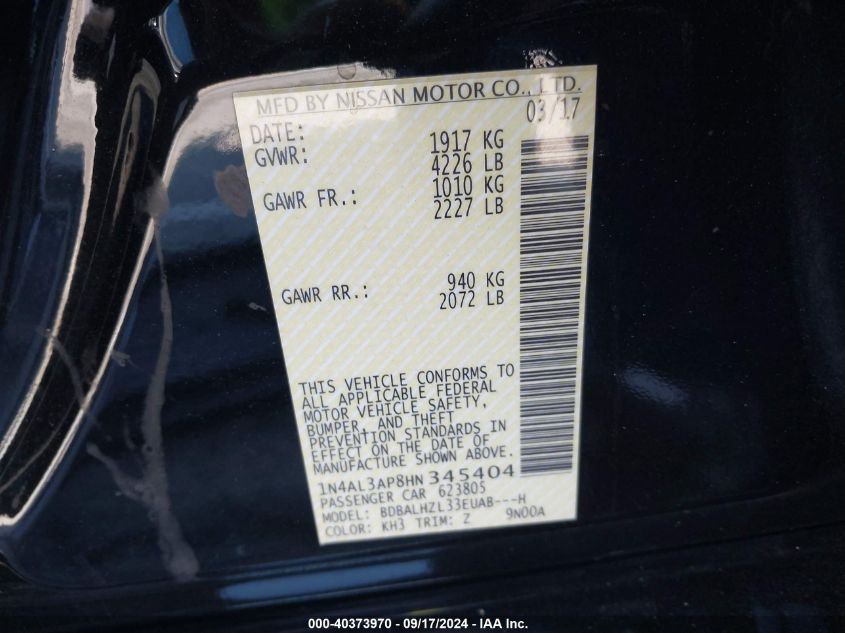 MFD BY NISSAN MOTOR CO., LTD.
DATE: 03/17
GVWR: 1917 KG
4226 LB
GAWR FR.: 1010 KG
2227 LB
GAWR RR.: 940 KG
2072 LB
THIS VEHICLE CONFORMS TO
ALL APPLICABLE FEDERAL
MOTOR VEHICLE SAFETY,
BUMPER, AND THEFT
PREVENTION STANDARDS IN
EFFECT ON THE DATE OF
MANUFACTURE SHOWN ABOVE.
1N4AL3AP8HN345404
PASSENGER CAR 623805
MODEL: BDBALHZL33EUAB---H
COLOR: KH3 TRIM: Z 9N00A
000-40373970 - 09/17/2024 - IAA Inc.